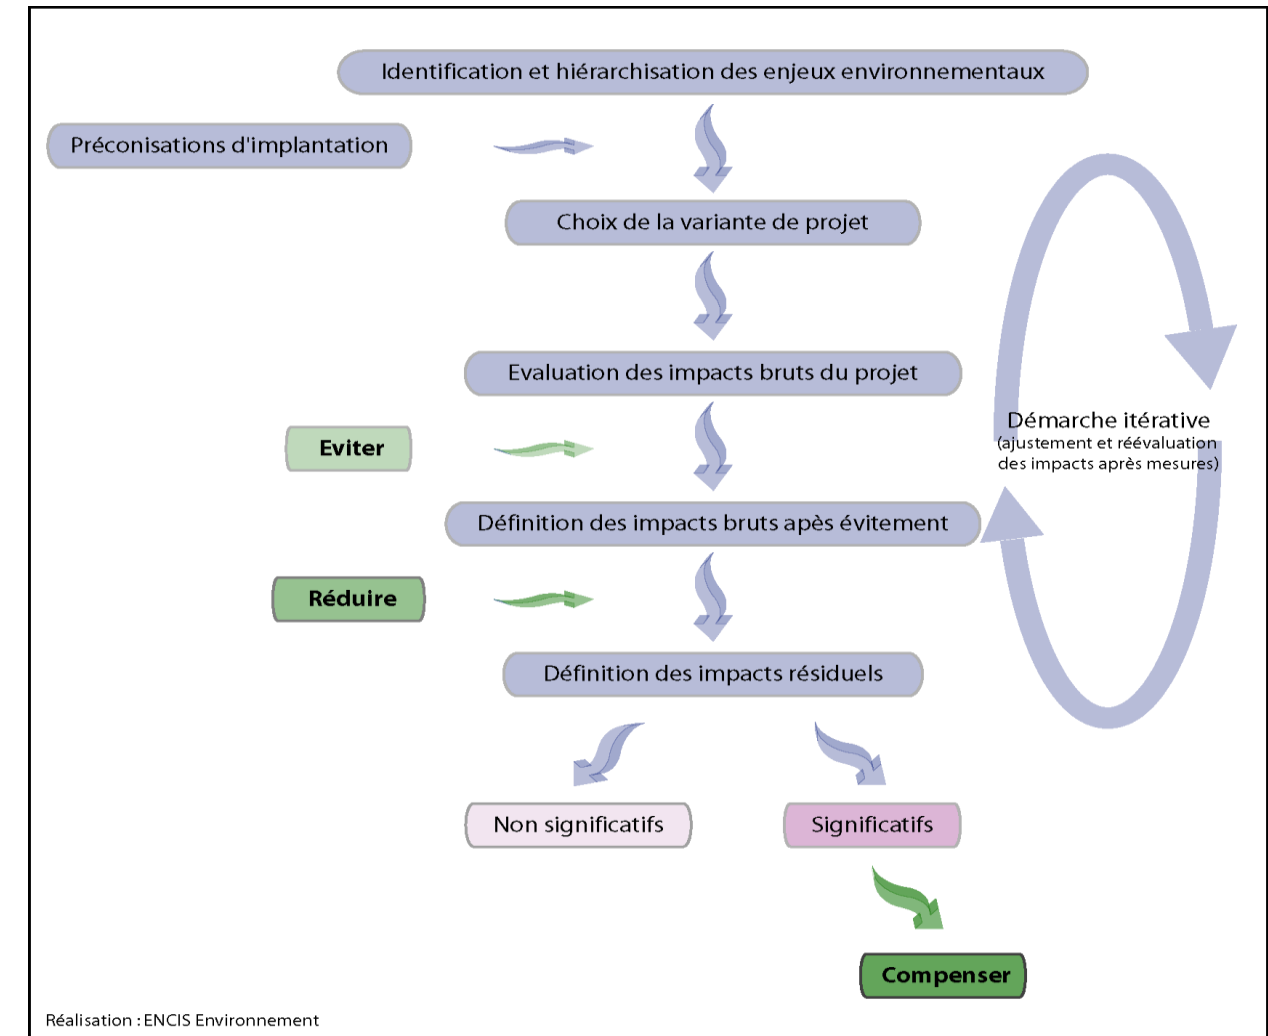 Identification et hiérarchisation des enjeux environnementaux
Préconisations d'implantation
Choix de la variante de projet
Evaluation des impacts bruts du projet
Démarche itérative
(ajustement et réévaluation
des impacts après mesures)
Eviter
Définition des impacts bruts apès évitement
Réduire
Définition des impacts résiduels
Non significatifs
Significatifs
Compenser
Réalisation : ENCIS Environnement